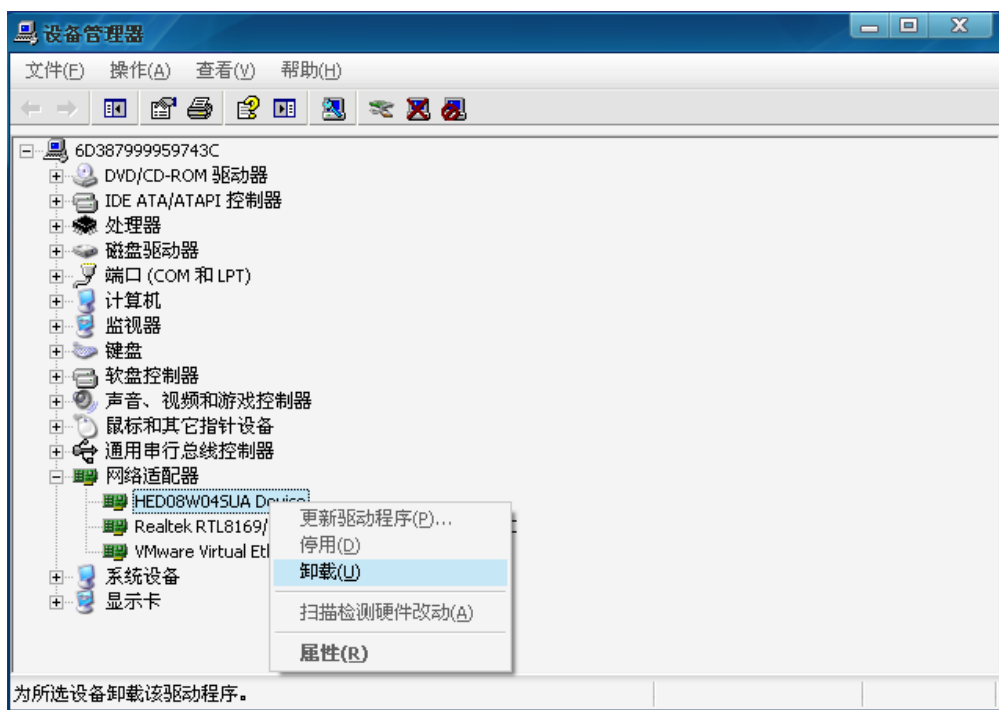 设备管理器
文件(F) 操作(A) 查看(V) 帮助(H)
6D387999959743C
DVD/CD-ROM 驱动器
IDE ATA/ATAPI 控制器
处理器
磁盘驱动器
端口 (COM 和 LPT)
计算机
监视器
键盘
软盘控制器
声音、视频和游戏控制器
鼠标和其它指针设备
通用串行总线控制器
网络适配器
HED08W04SUA Device
Realtek RTL8169/
VMware Virtual
系统设备
显示卡
更新驱动程序(P)...
停用(D)
卸载(U)
扫描检测硬件改动(A)
属性(R)
为所选设备卸载该驱动程序。